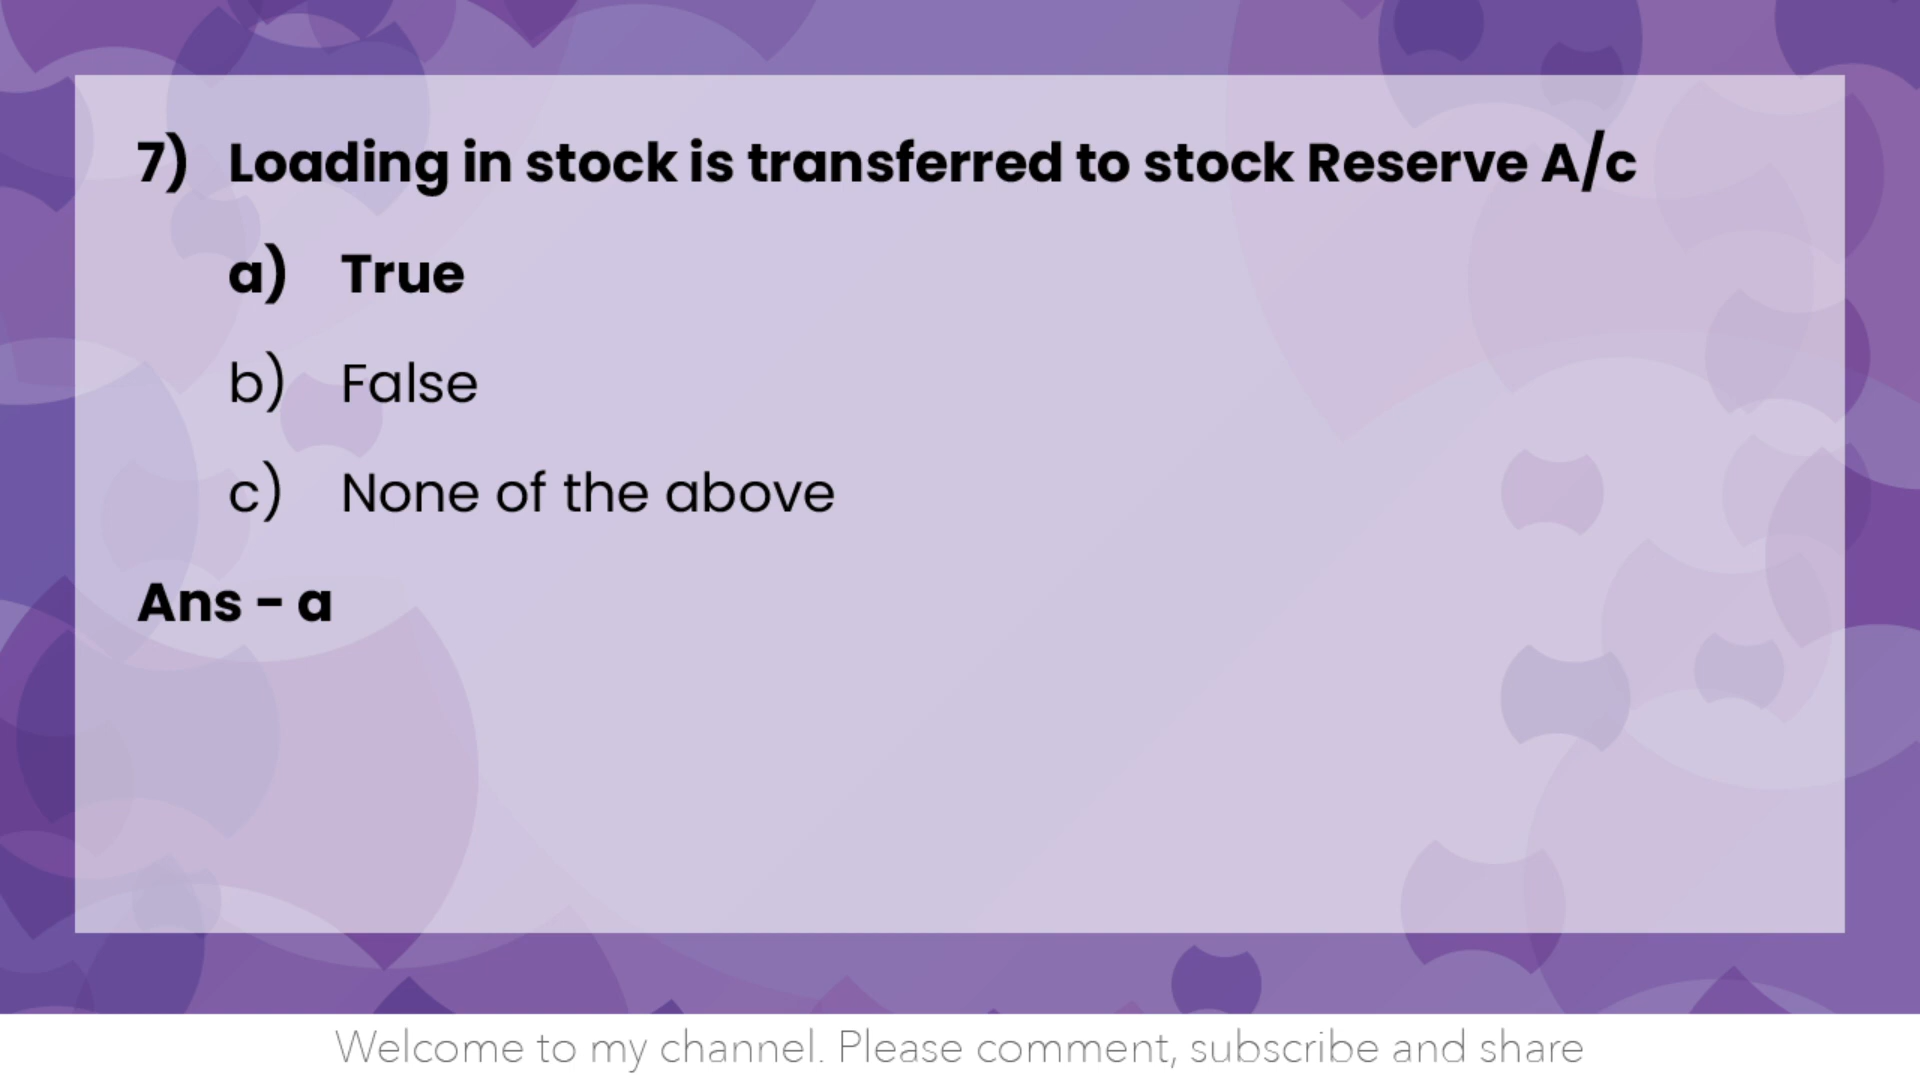 7) Loading in stock is transferred to stock Reserve A/c
a) True
b) False
c) None of the above
Ans - a
Welcome to my channel. Please comment, subscribe and share